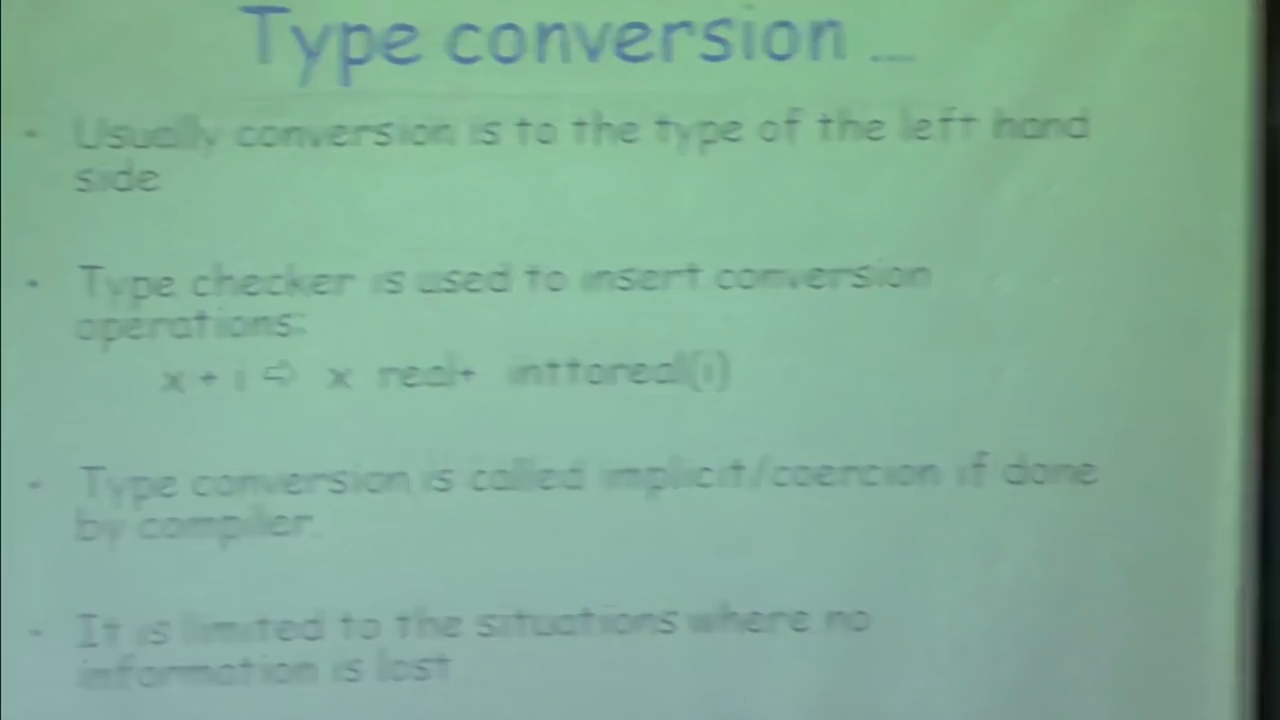 Type conversion ...
• Usually conversion is to the type of the left hand
side
• Type checker is used to insert conversion
operations:
x + i ⇨ x real+ inttoreal(i)
• Type conversion is called implicit/coercion if done
by compiler.
• It is limited to the situations where no
information is lost